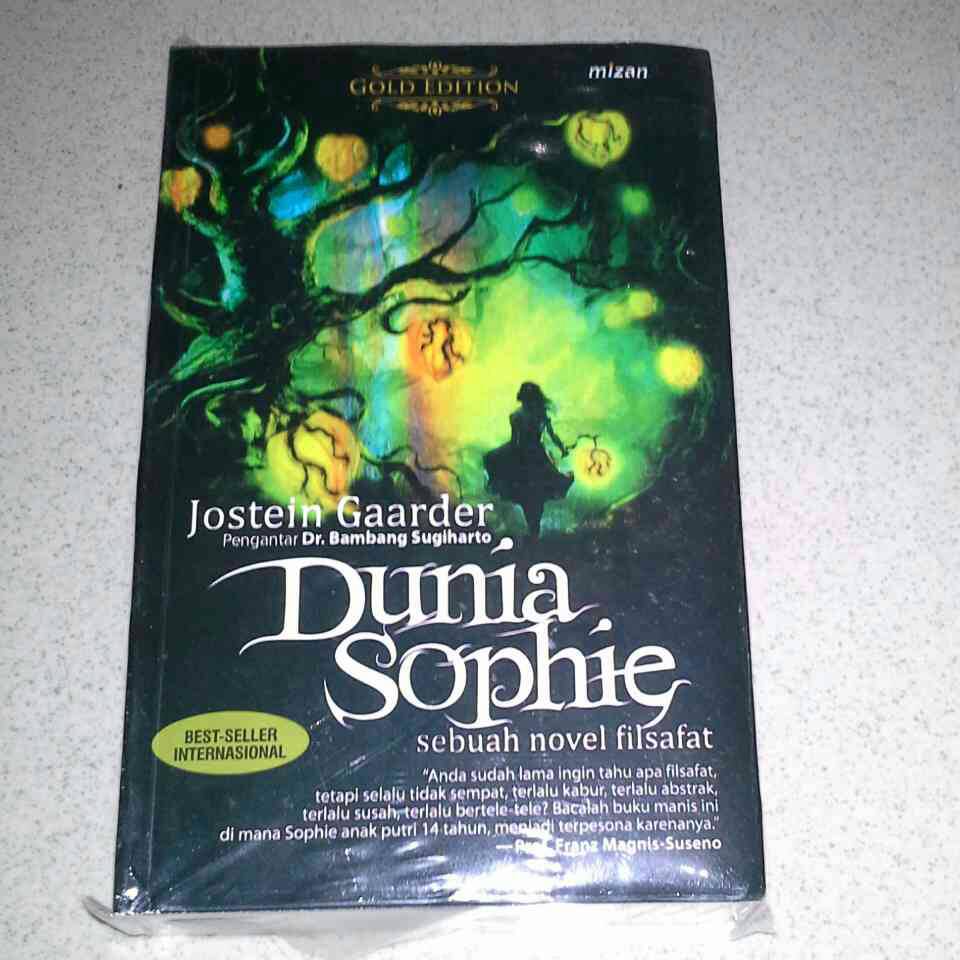 GOLD EDITION
mizan
Jostein Gaarder
Pengantar Dr. Bambang Sugiharto
Dunia
Sophie
sebuah novel filsafat
BEST-SELLER
INTERNASIONAL
"Anda sudah lama ingin tahu apa filsafat,
tetapi selalu tidak sempat, terlalu kabur, terlalu abstrak,
terlalu susah, terlalu bertele-tele? Bacalah buku manis ini
di mana Sophie anak putri 14 tahun, menjadi terpesona karenanya."
—Prof. Franz Magnis-Suseno